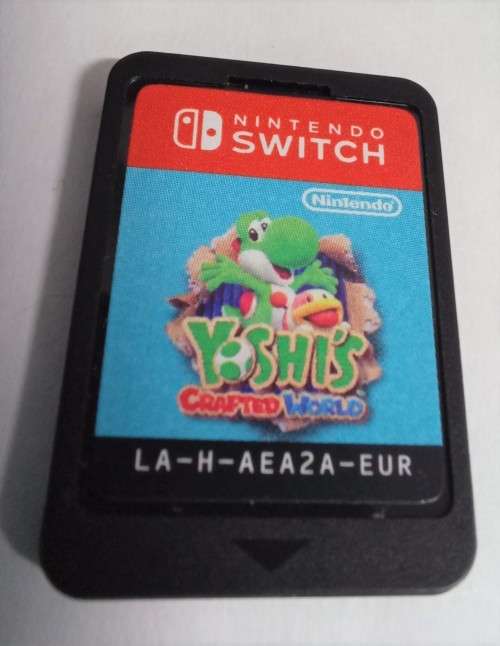 NINTENDO
SWITCH
Nintendo
YOSHI'S
CRAFTED WORLD
LA-H-AEA2A-EUR